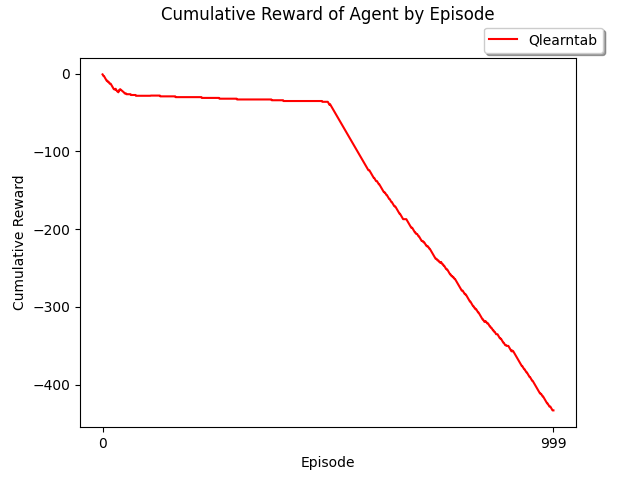 Cumulative Reward of Agent by Episode
Qlearntab
0
−100
−200
−300
−400
Cumulative Reward
0
999
Episode